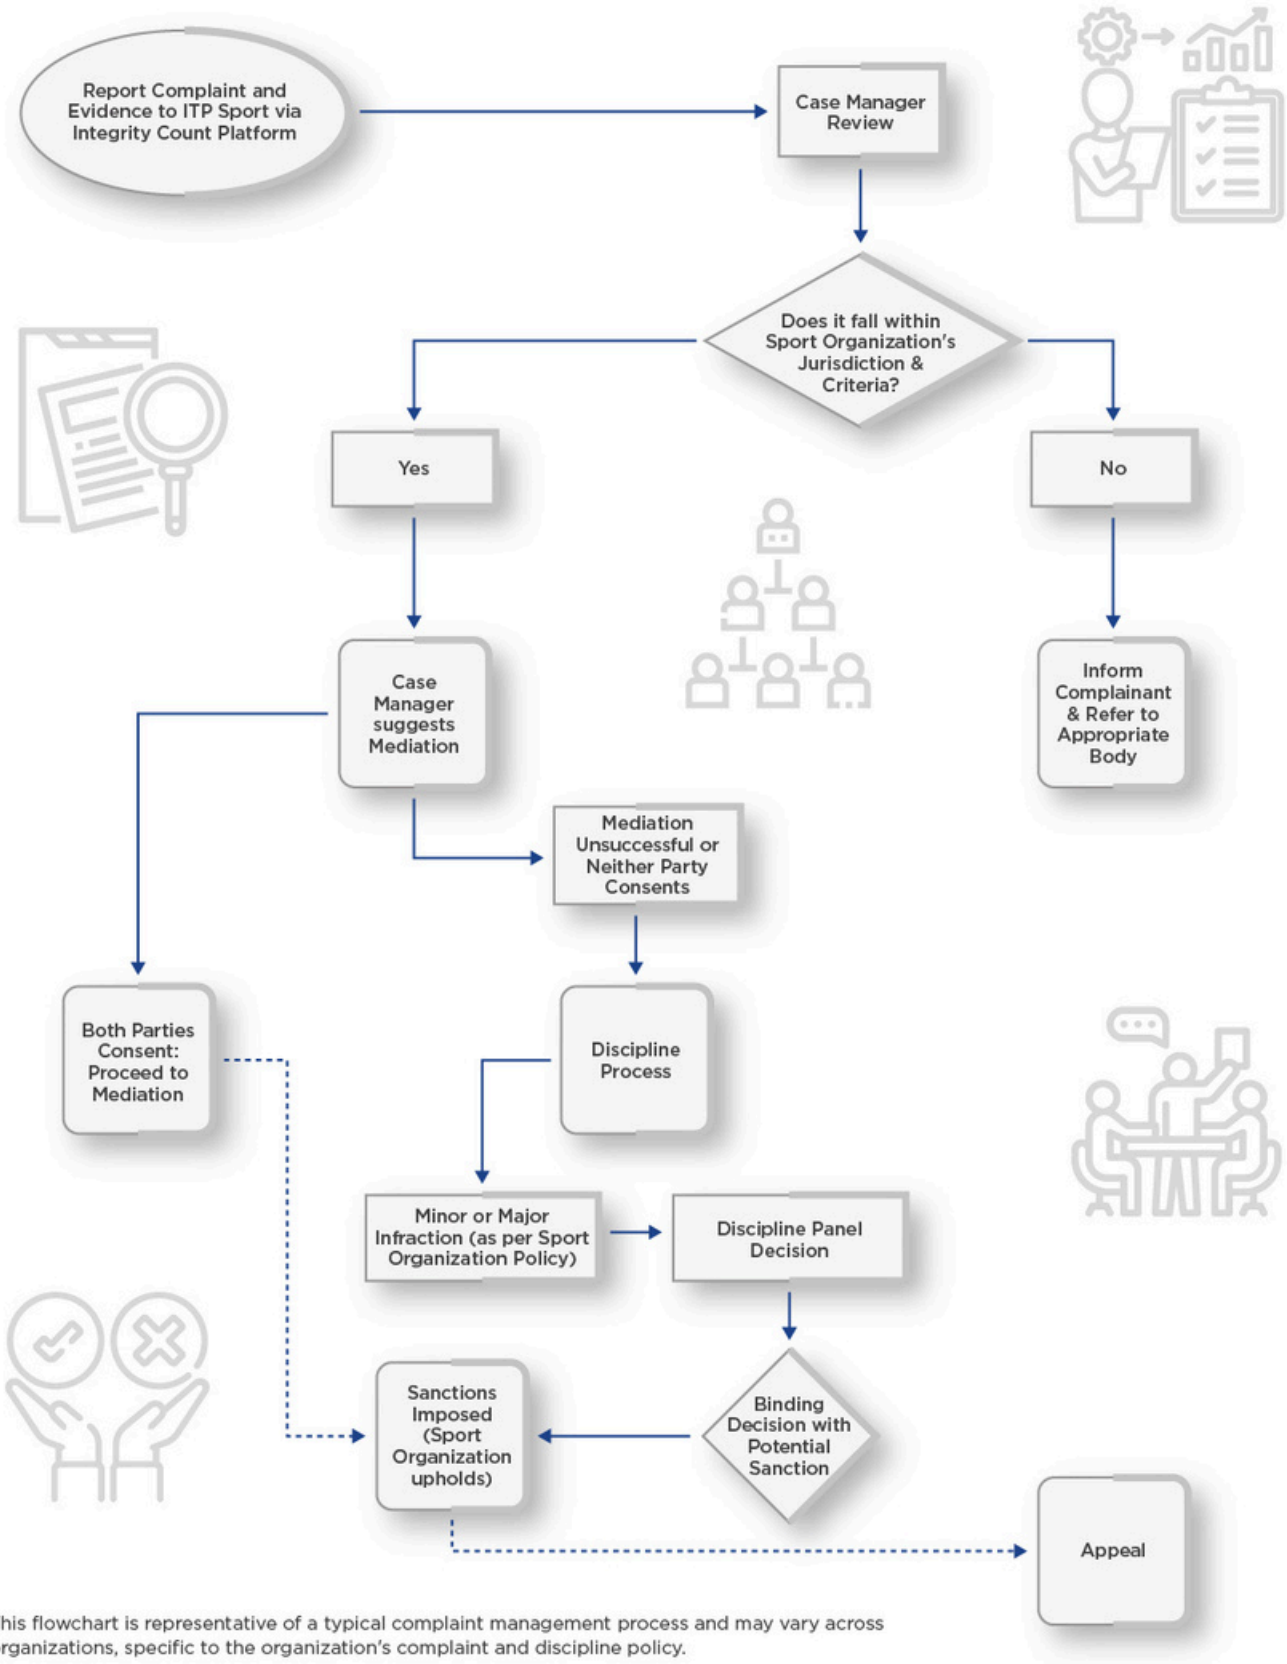 Report Complaint and
Evidence to ITP Sport via
Integrity Count Platform
Case Manager
Review
Does it fall within
Sport Organization's
Jurisdiction &
Criteria?
Yes
No
Case
Manager
suggests
Mediation
Inform
Complainant
& Refer to
Appropriate
Body
Mediation
Unsuccessful or
Neither Party
Consents
Both Parties
Consent:
Proceed to
Mediation
Discipline
Process
Minor or Major
Infraction (as per Sport
Organization Policy)
Discipline Panel
Decision
Sanctions
Imposed
(Sport
Organization
upholds)
Binding
Decision with
Potential
Sanction
Appeal
his flowchart is representative of a typical complaint management process and may vary across
rganizations, specific to the organization's complaint and discipline policy.